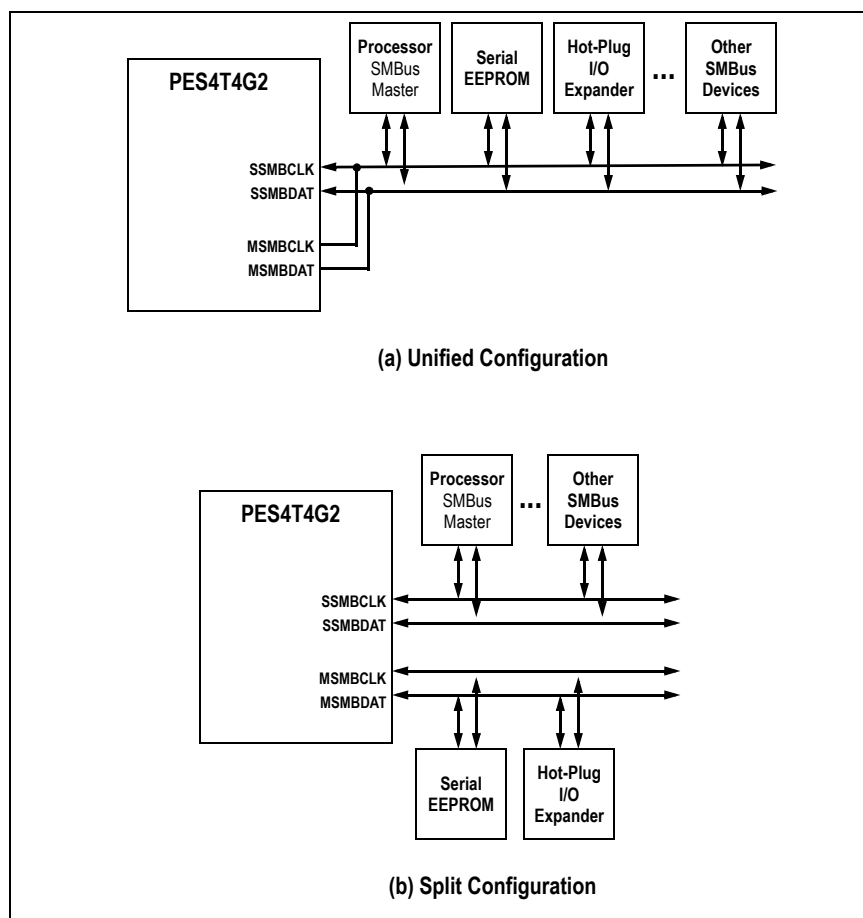 Processor
SMBus
Master
Serial
EEPROM
Hot-Plug
I/O
Expander
...
Other
SMBus
Devices
PES4T4G2
SSMBCLK
SSMBDAT
MSMBCLK
MSMBDAT
(a) Unified Configuration
Processor
SMBus
Master
...
Other
SMBus
Devices
PES4T4G2
SSMBCLK
SSMBDAT
MSMBCLK
MSMBDAT
Serial
EEPROM
Hot-Plug
I/O
Expander
(b) Split Configuration